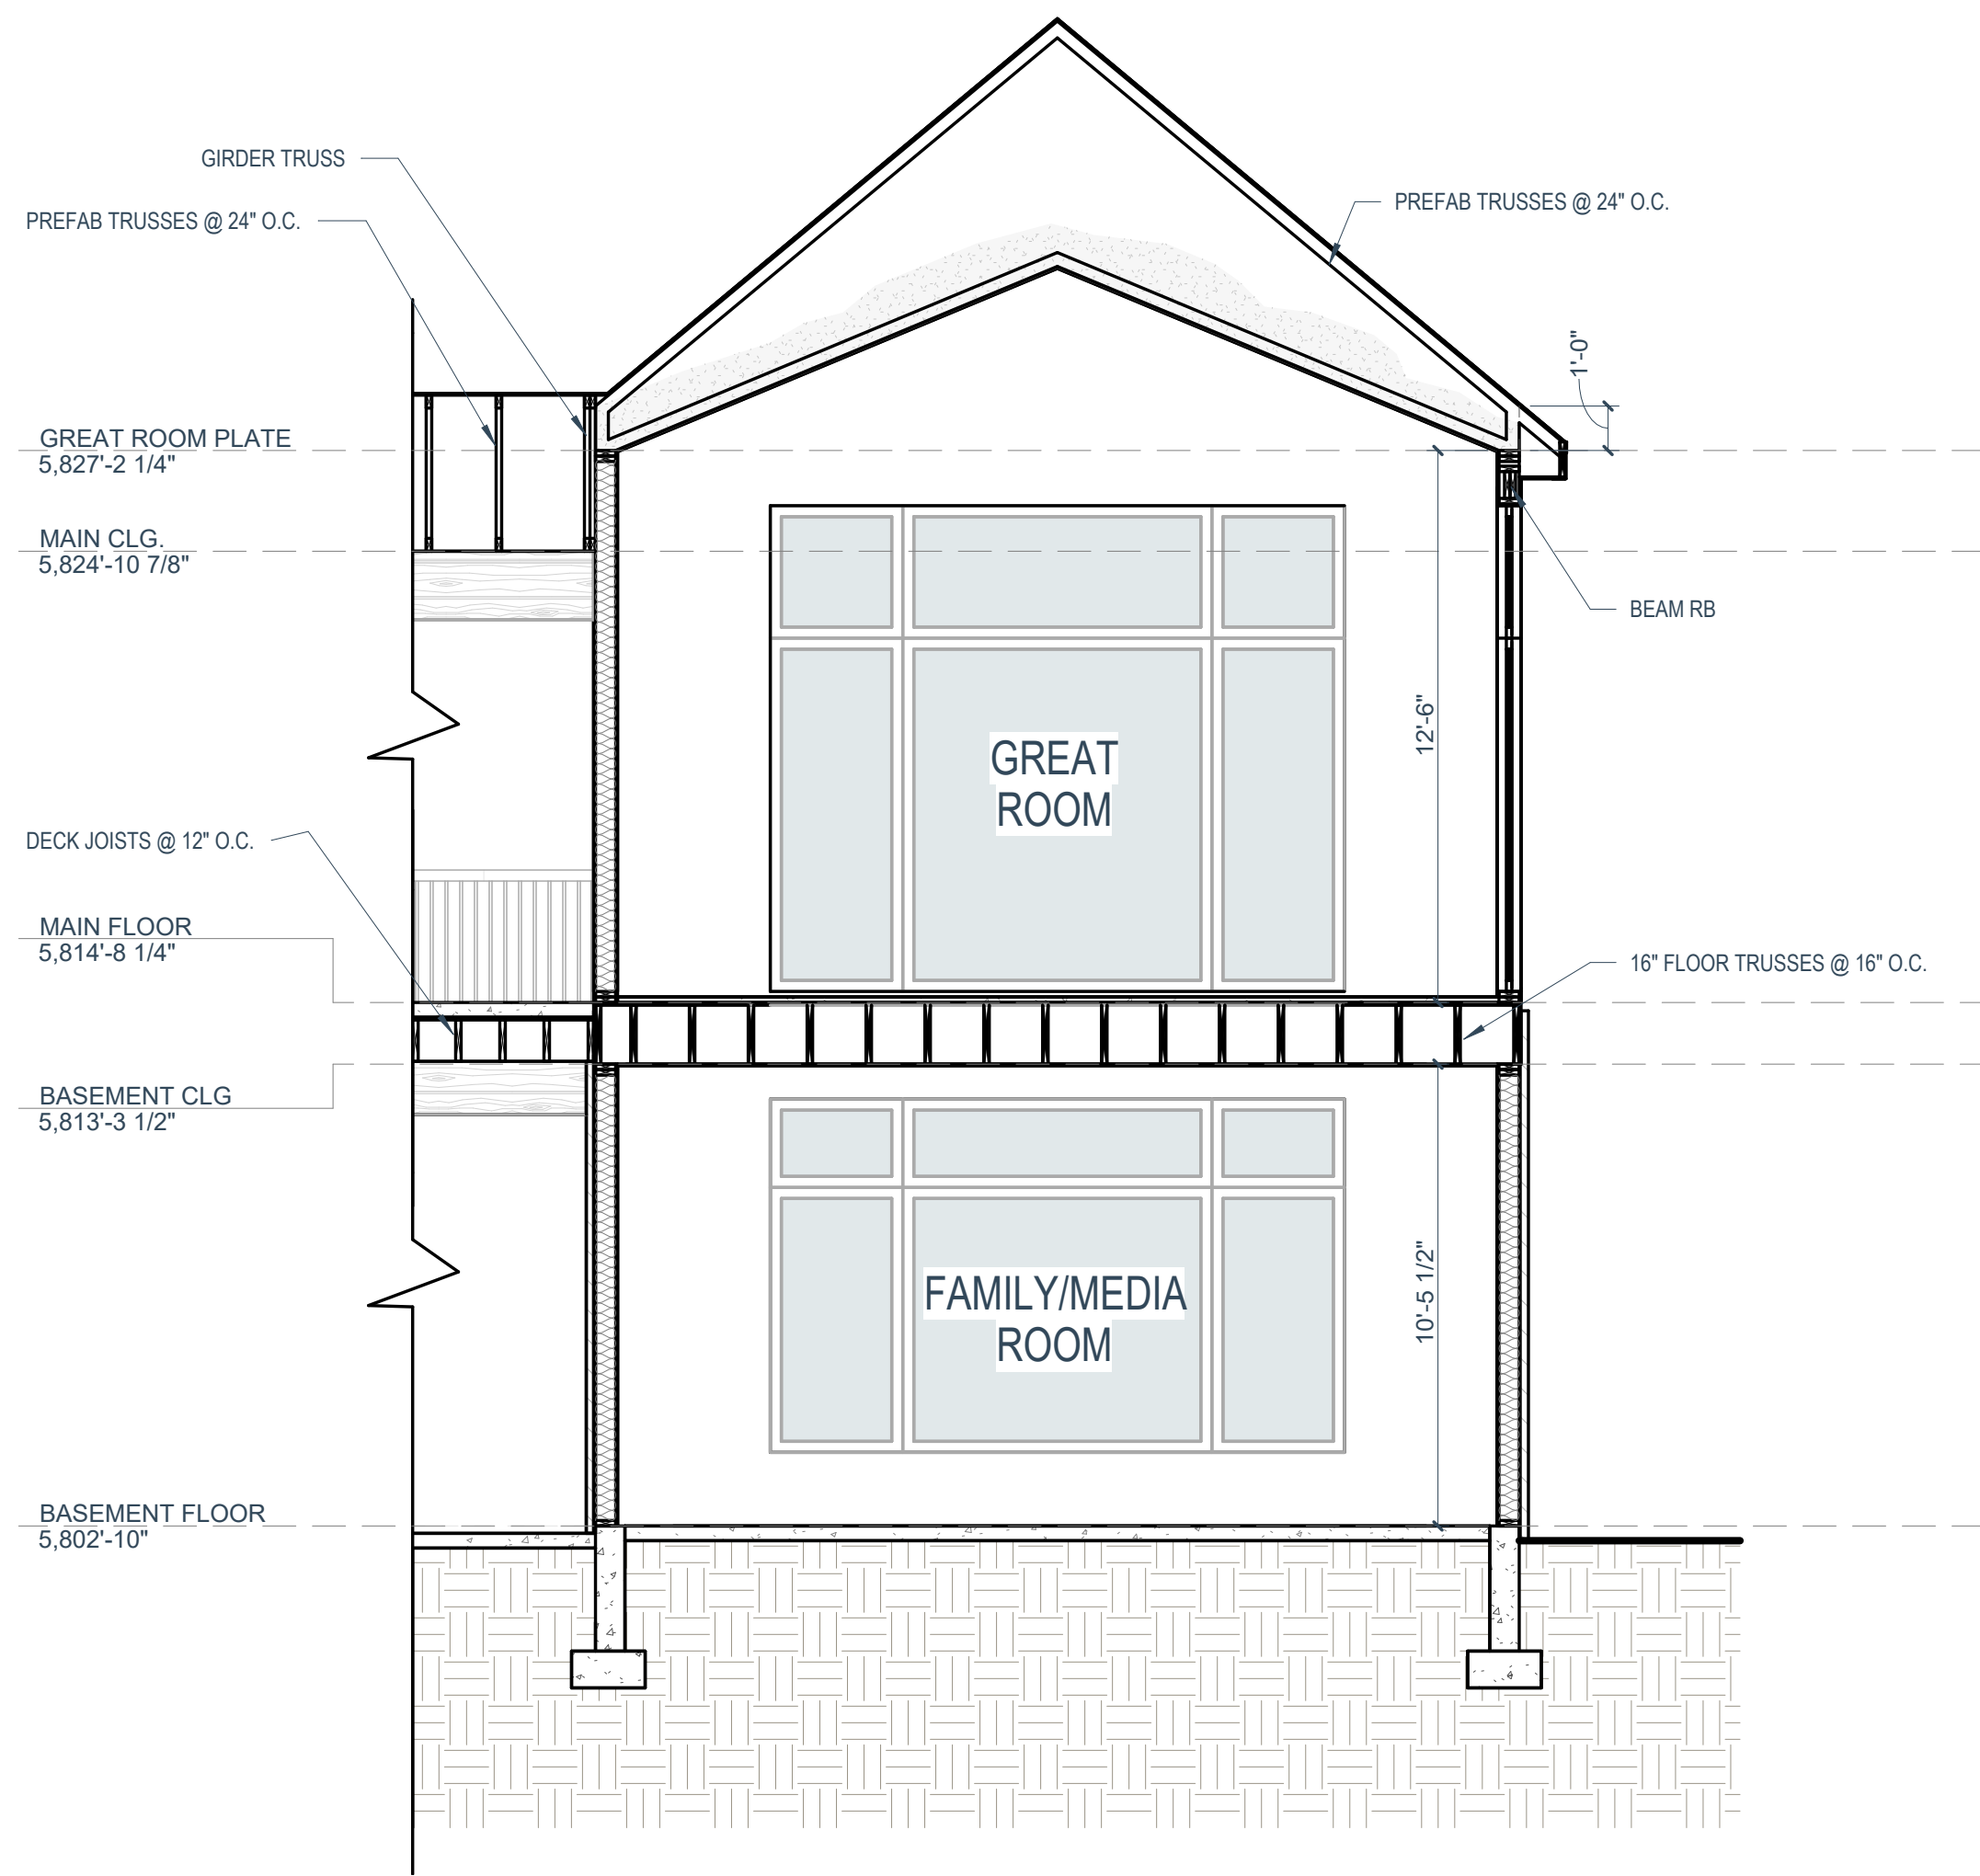 GIRDER TRUSS
PREFAB TRUSSES @ 24" O.C.
PREFAB TRUSSES @ 24" O.C.
1'-0"
GREAT ROOM PLATE
5,827'-2 1/4"
MAIN CLG.
5,824'-10 7/8"
BEAM RB
12'-6"
GREAT
ROOM
DECK JOISTS @ 12" O.C.
MAIN FLOOR
5,814'-8 1/4"
16" FLOOR TRUSSES @ 16" O.C.
BASEMENT CLG
5,813'-3 1/2"
10'-5 1/2"
FAMILY/MEDIA
ROOM
BASEMENT FLOOR
5,802'-10"